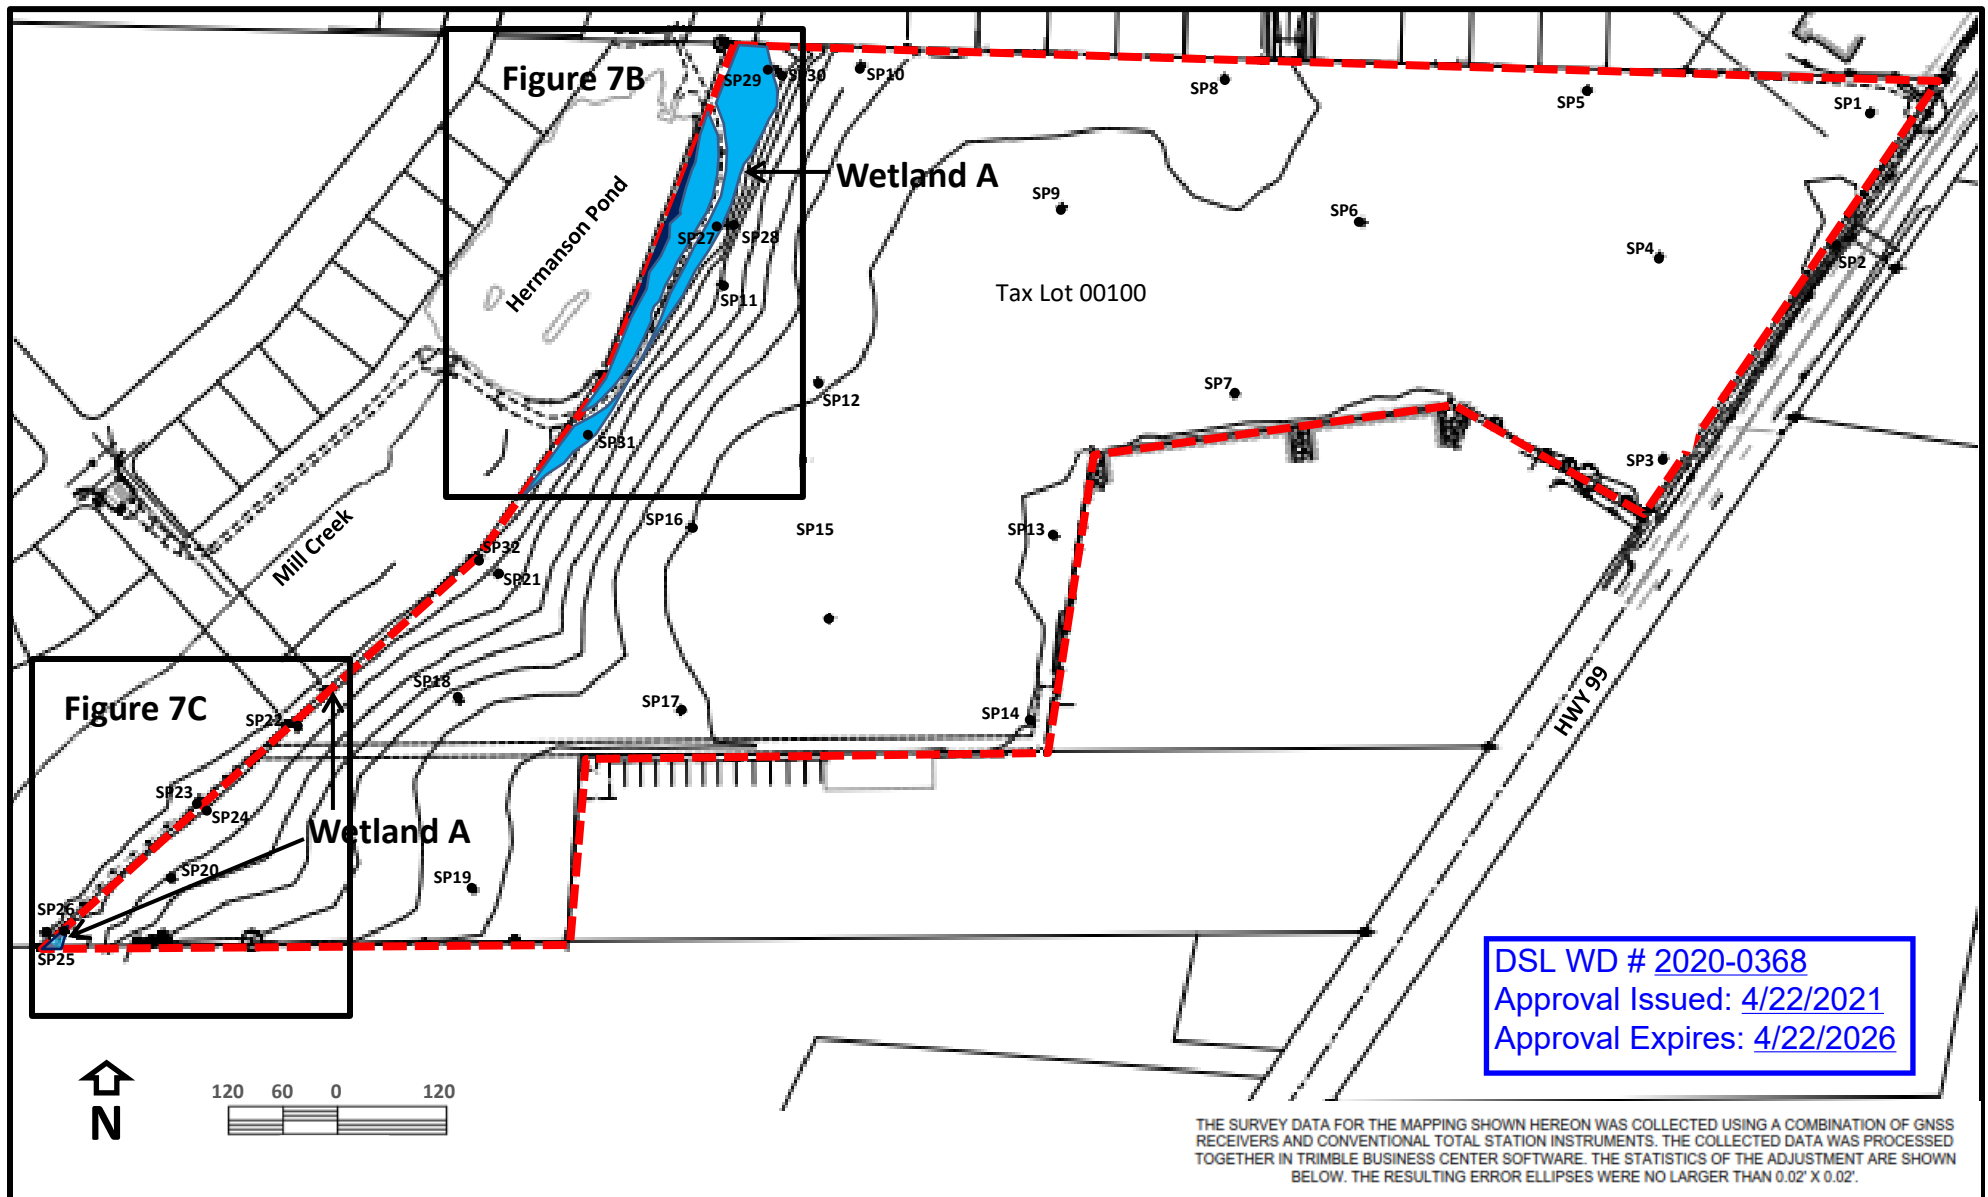 Figure 7B
SP29
SP30
SP10
SP8
SP5
SP1
Wetland A
Hermanson Pond
SP9
SP6
SP27
SP28
SP4
SP2
SP11
Tax Lot 00100
SP7
SP12
SP31
SP3
SP16
SP15
SP13
Mill Creek
SP32
SP21
Figure 7C
SP18
SP17
SP14
SP22
HWY 99
SP23
SP24
Wetland A
SP20
SP19
SP26
SP25
DSL WD # 2020-0368
Approval Issued: 4/22/2021
Approval Expires: 4/22/2026
N
120 60 0 120
THE SURVEY DATA FOR THE MAPPING SHOWN HEREON WAS COLLECTED USING A COMBINATION OF GNSS
RECEIVERS AND CONVENTIONAL TOTAL STATION INSTRUMENTS. THE COLLECTED DATA WAS PROCESSED
TOGETHER IN TRIMBLE BUSINESS CENTER SOFTWARE. THE STATISTICS OF THE ADJUSTMENT ARE SHOWN
BELOW. THE RESULTING ERROR ELLIPSES WERE NO LARGER THAN 0.02' X 0.02'.